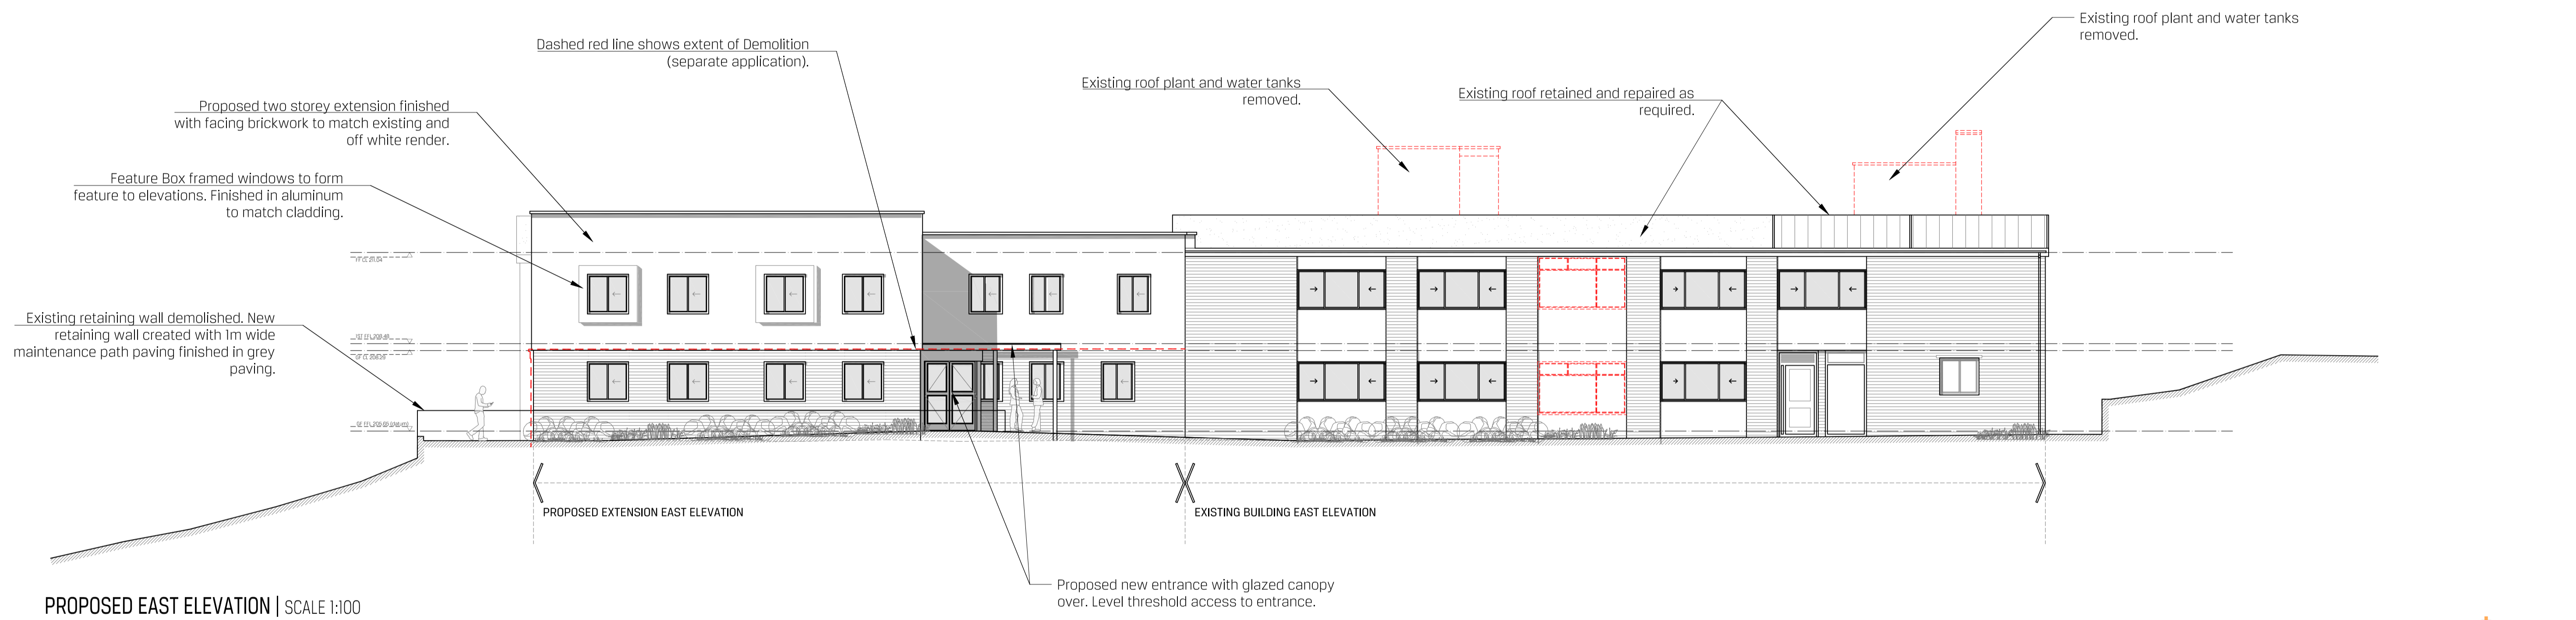 Existing roof plant and water tanks
removed.
Dashed red line shows extent of Demolition
(separate application).
Existing roof plant and water tanks
removed.
Existing roof retained and repaired as
required.
Proposed two storey extension finished
with facing brickwork to match existing and
off white render.
Feature Box framed windows to form
feature to elevations. Finished in aluminum
to match cladding.
Existing retaining wall demolished. New
retaining wall created with 1m wide
maintenance path paving finished in grey
paving.
PROPOSED EXTENSION EAST ELEVATION
EXISTING BUILDING EAST ELEVATION
Proposed new entrance with glazed canopy
over. Level threshold access to entrance.
PROPOSED EAST ELEVATION | SCALE 1:100